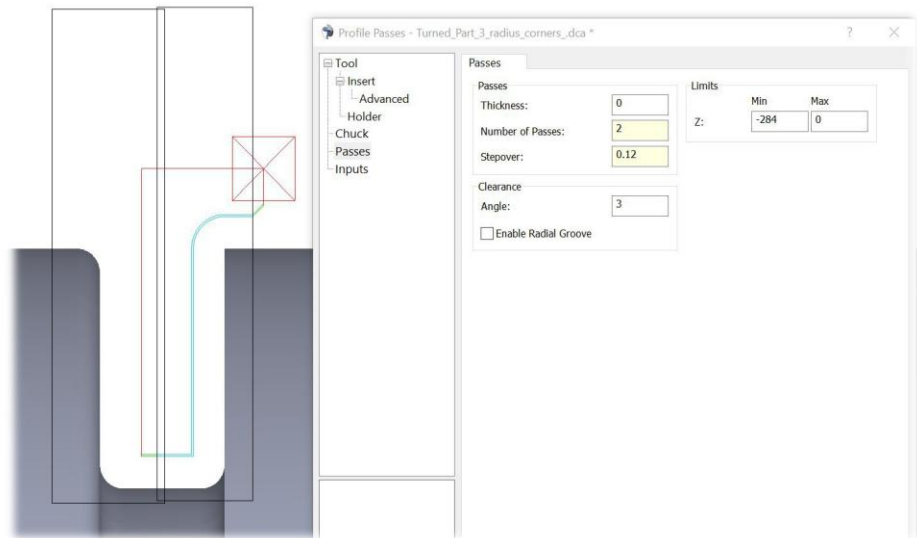 Profile Passes - Turned_Part_3_radius_corners_.dca *
?
Tool
Insert
Advanced
Holder
Chuck
Passes
Inputs
Passes
Passes
Thickness:
0
Number of Passes:
2
Stepover:
0.12
Clearance
Angle:
3
Enable Radial Groove
Limits
Min
Max
Z:
-284
0